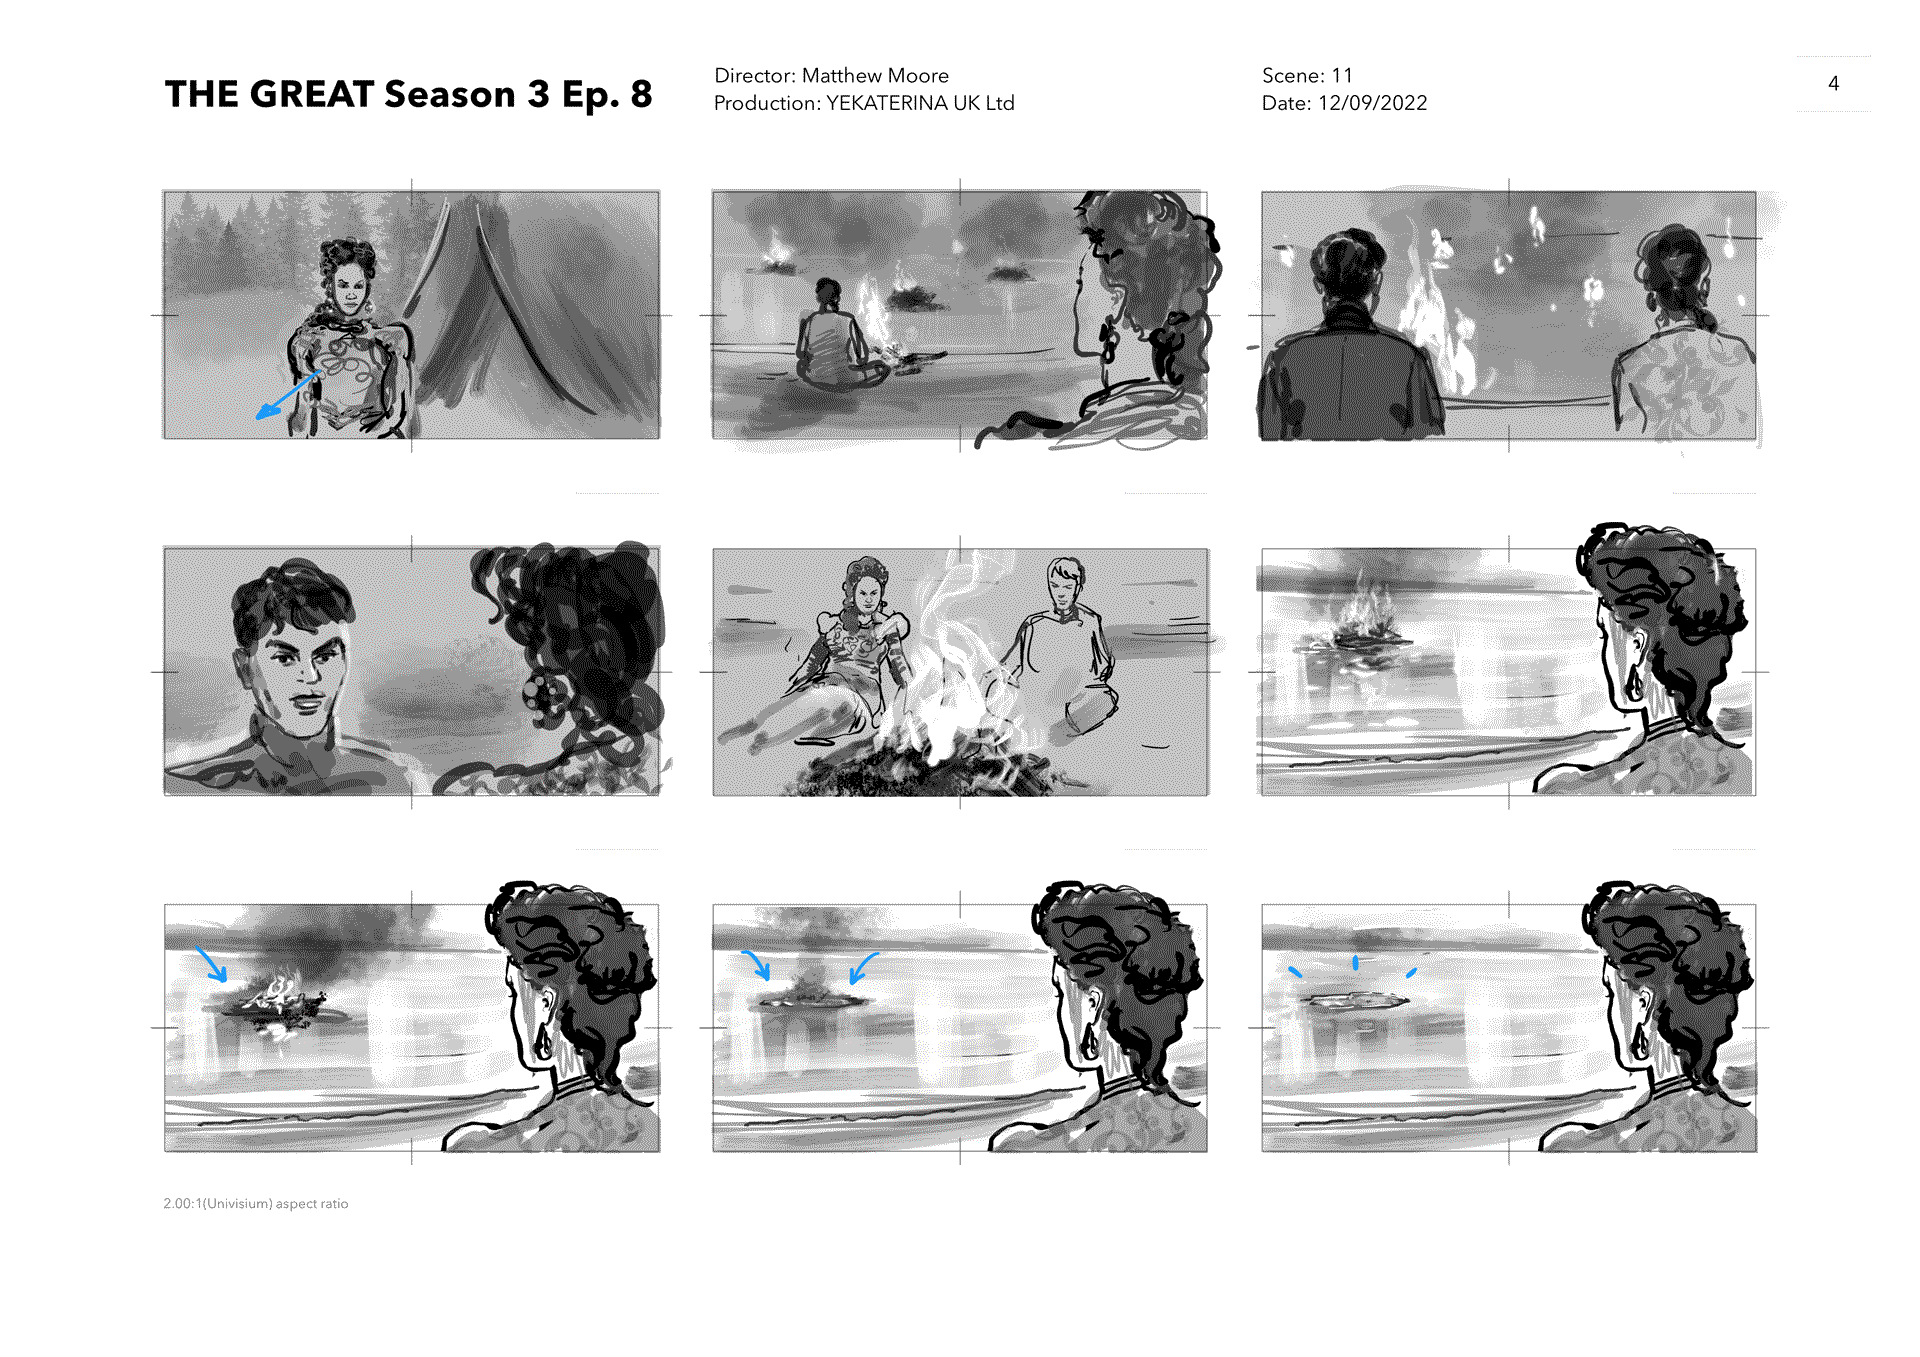 THE GREAT Season 3 Ep. 8
Director: Matthew Moore
Production: YEKATERINA UK Ltd
Scene: 11
Date: 12/09/2022
4
2.00:1(Univisium) aspect ratio